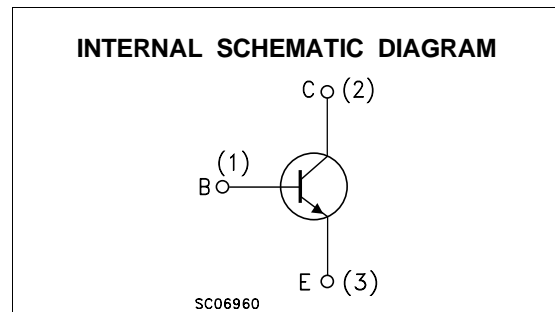 INTERNAL SCHEMATIC DIAGRAM
C (2)
(1)
B
E (3)
SC06960